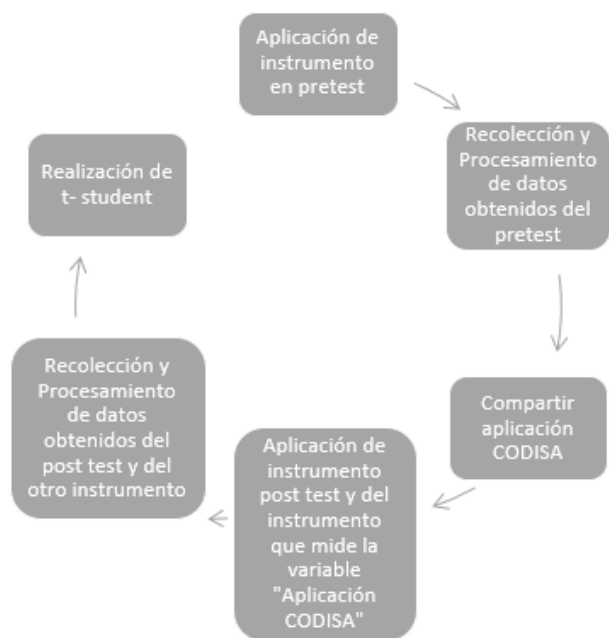 Aplicación de
instrumento
en pretest
Recolección y
Procesamiento
de datos
obtenidos del
pretest
Compartir
aplicación
CODISA
Aplicación de
instrumento
post test y del
instrumento
que mide la
variable
"Aplicación
CODISA"
Recolección y
Procesamiento
de datos
obtenidos del
post test y del
otro instrumento
Realización de
t- student